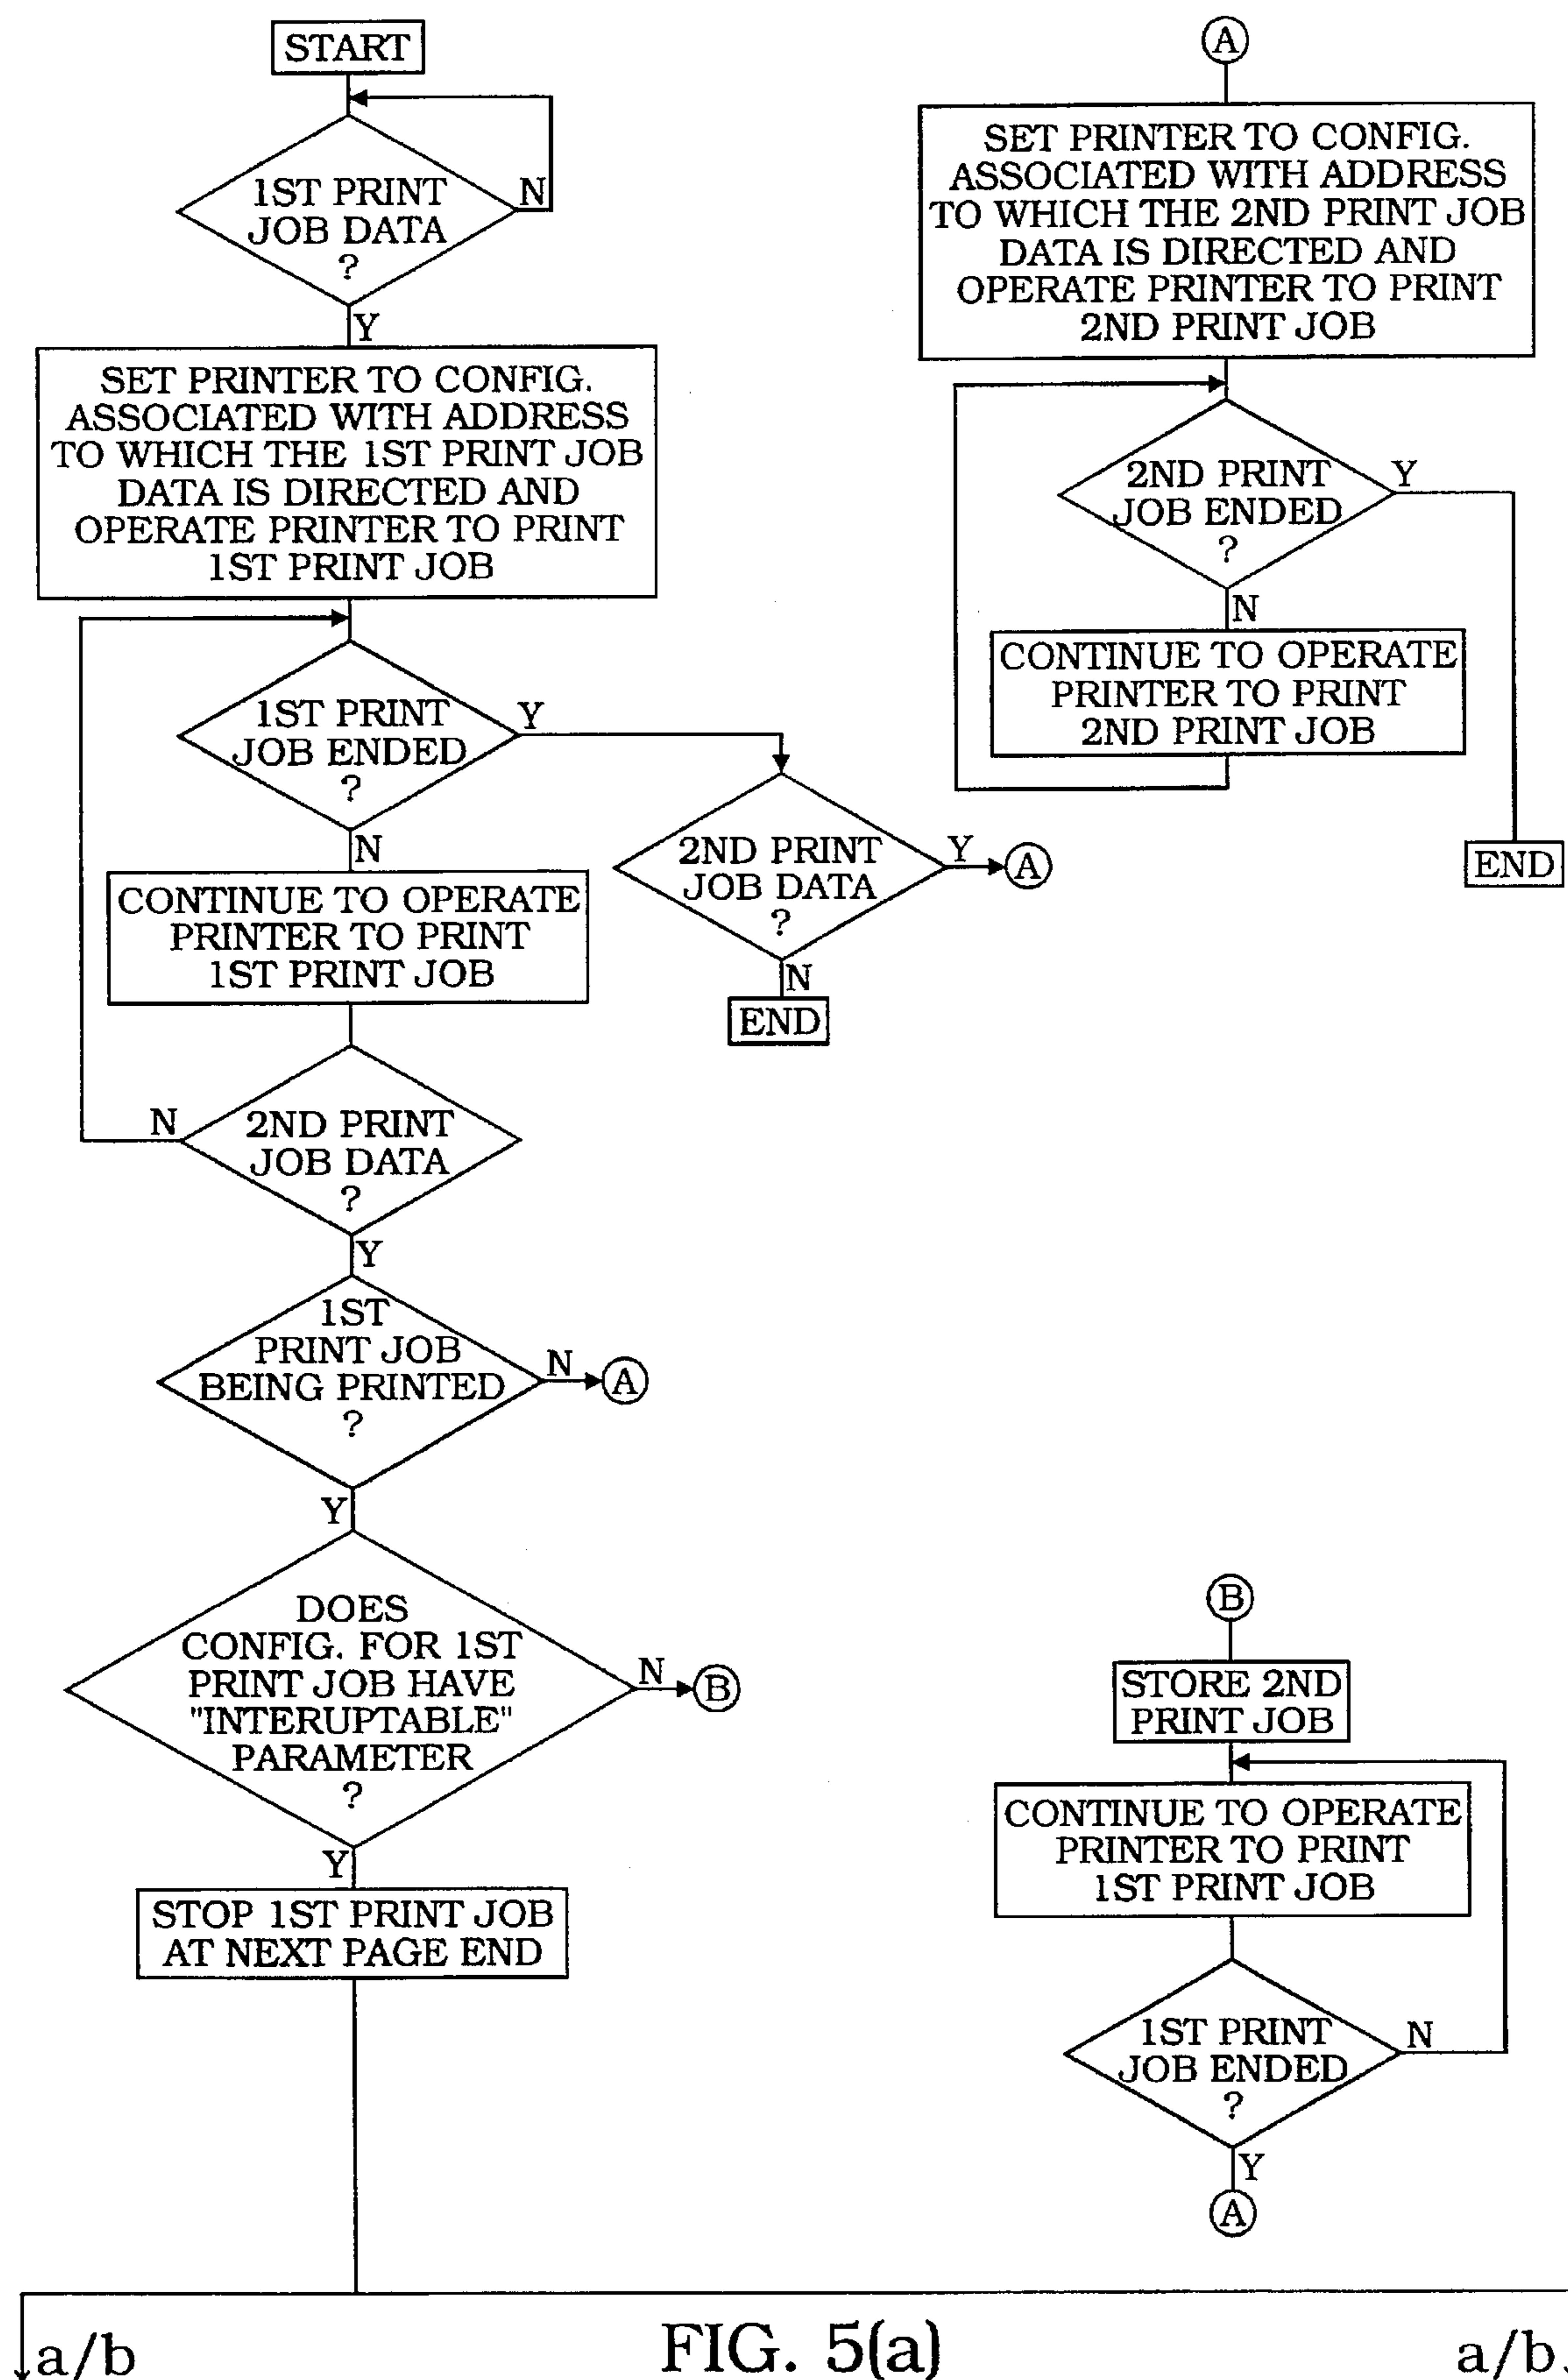 START
1ST PRINT
JOB DATA
?
N
Y
SET PRINTER TO CONFIG.
ASSOCIATED WITH ADDRESS
TO WHICH THE 1ST PRINT JOB
DATA IS DIRECTED AND
OPERATE PRINTER TO PRINT
1ST PRINT JOB
1ST PRINT
JOB ENDED
?
Y
N
2ND PRINT
JOB DATA
?
Y
A
N
END
CONTINUE TO OPERATE
PRINTER TO PRINT
1ST PRINT JOB
2ND PRINT
JOB DATA
?
N
Y
1ST
PRINT JOB
BEING PRINTED
?
N
A
Y
DOES
CONFIG. FOR 1ST
PRINT JOB HAVE
"INTERUPTABLE"
PARAMETER
?
N
B
Y
STOP 1ST PRINT JOB
AT NEXT PAGE END
A
SET PRINTER TO CONFIG.
ASSOCIATED WITH ADDRESS
TO WHICH THE 2ND PRINT JOB
DATA IS DIRECTED AND
OPERATE PRINTER TO PRINT
2ND PRINT JOB
2ND PRINT
JOB ENDED
?
Y
N
CONTINUE TO OPERATE
PRINTER TO PRINT
2ND PRINT JOB
END
B
STORE 2ND
PRINT JOB
CONTINUE TO OPERATE
PRINTER TO PRINT
1ST PRINT JOB
1ST PRINT
JOB ENDED
?
N
Y
A
a/b
FIG. 5(a)
a/b